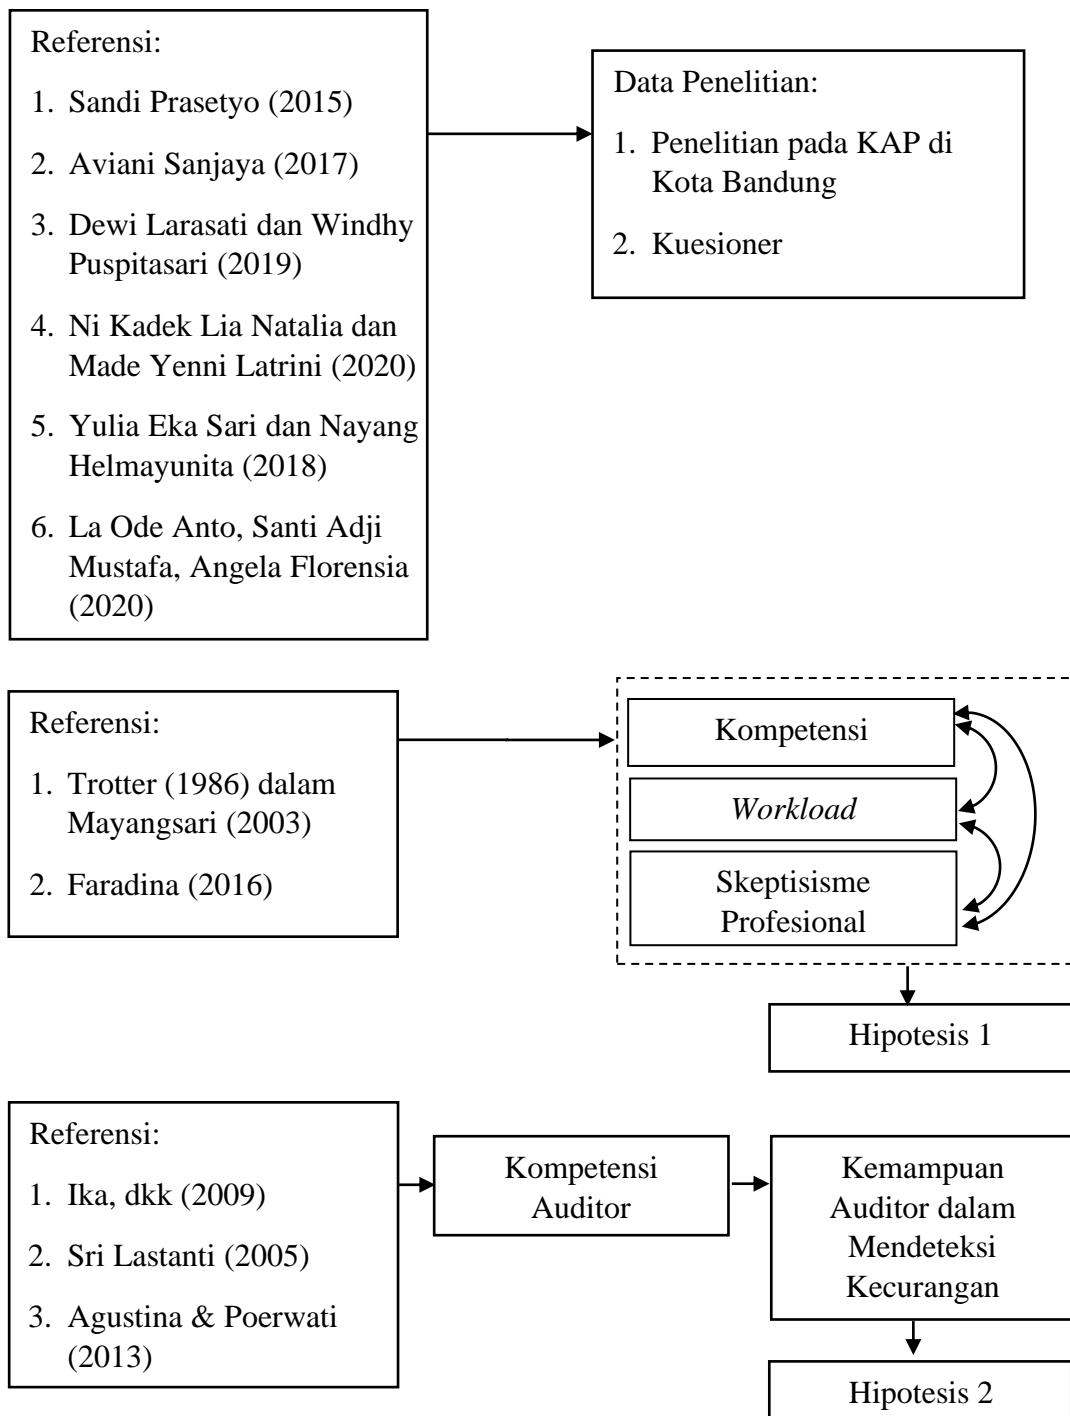 Referensi:
1. Sandi Prasetyo (2015)
2. Aviani Sanjaya (2017)
3. Dewi Larasati dan Windhy
Puspitasari (2019)
4. Ni Kadek Lia Natalia dan
Made Yenni Latrini (2020)
5. Yulia Eka Sari dan Nayang
Helmayunita (2018)
6. La Ode Anto, Santi Adji
Mustafa, Angela Florensia
(2020)
Data Penelitian:
1. Penelitian pada KAP di
Kota Bandung
2. Kuesioner
Referensi:
1. Trotter (1986) dalam
Mayangsari (2003)
2. Faradina (2016)
Kompetensi
Workload
Skeptisisme
Profesional
Hipotesis 1
Referensi:
1. Ika, dkk (2009)
2. Sri Lastanti (2005)
3. Agustina & Poerwati
(2013)
Kompetensi
Auditor
Kemampuan
Auditor dalam
Mendeteksi
Kecurangan
Hipotesis 2